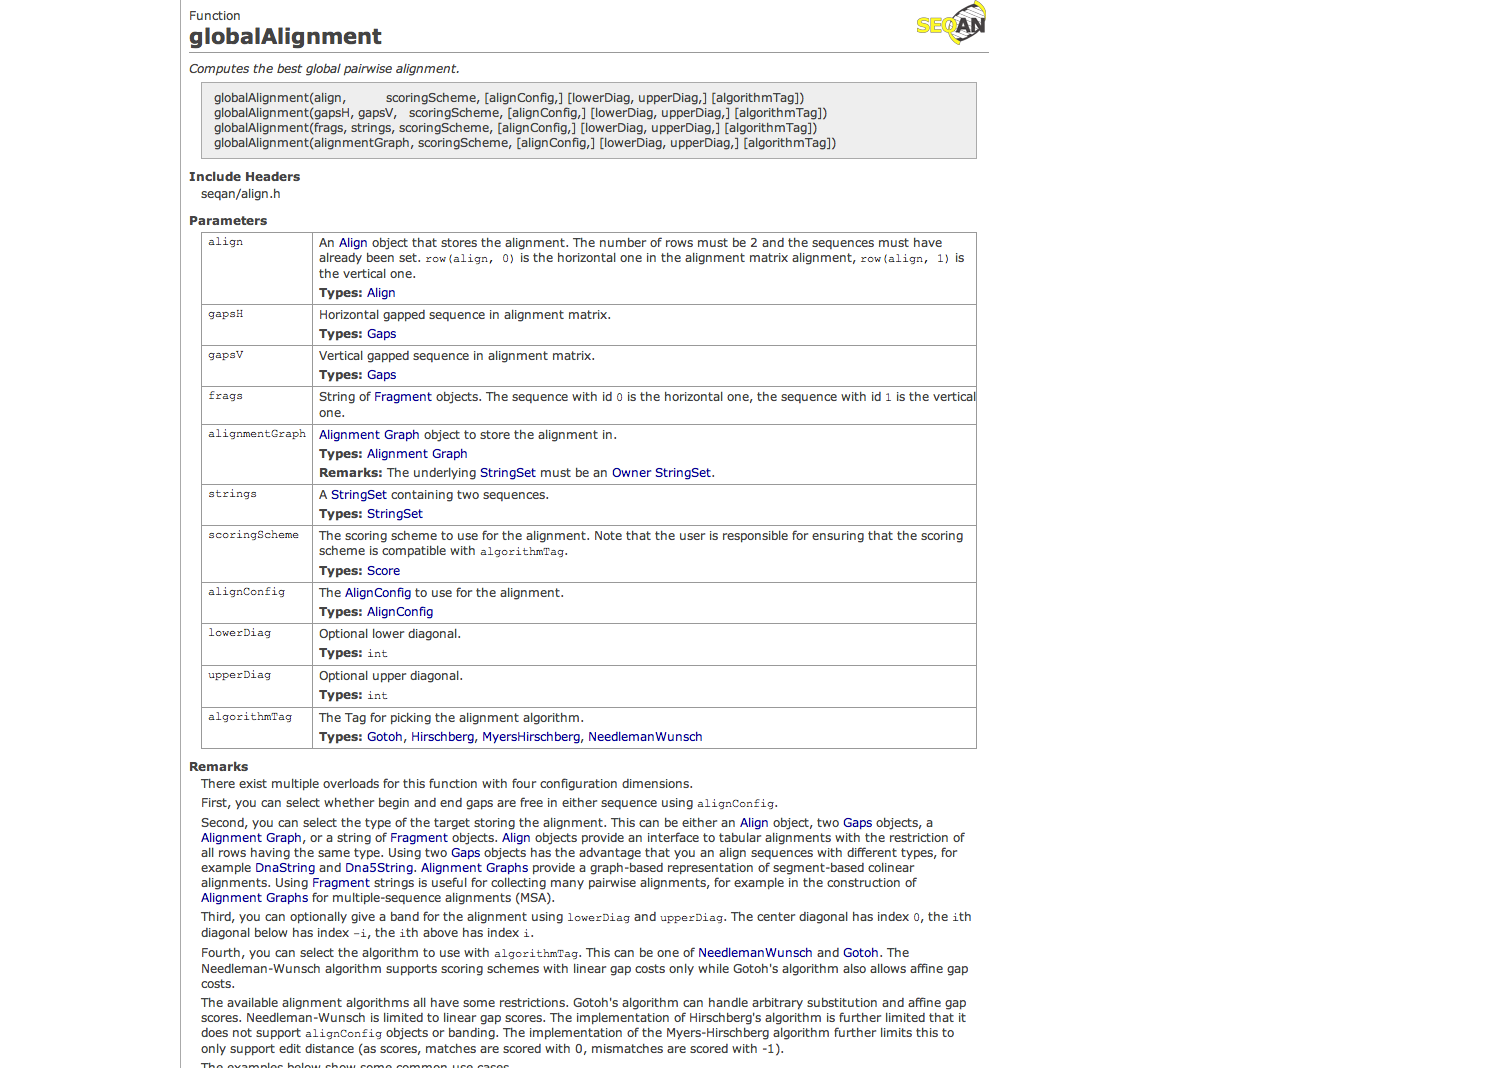 Function
SEQAN
globalAlignment
Computes the best global pairwise alignment.
globalAlignment(align, scoringScheme, [alignConfig,] [lowerDiag, upperDiag,] [algorithmTag])
globalAlignment(gapsH, gapsV, scoringScheme, [alignConfig,] [lowerDiag, upperDiag,] [algorithmTag])
globalAlignment(frags, strings, scoringScheme, [alignConfig,] [lowerDiag, upperDiag,] [algorithmTag])
globalAlignment(alignmentGraph, scoringScheme, [alignConfig,] [lowerDiag, upperDiag,] [algorithmTag])
Include Headers
seqan/align.h
Parameters
align
An Align object that stores the alignment. The number of rows must be 2 and the sequences must have
already been set. row(align, 0) is the horizontal one in the alignment matrix alignment, row(align, 1) is
the vertical one.
Types: Align
gapsH
Horizontal gapped sequence in alignment matrix.
Types: Gaps
gapsV
Vertical gapped sequence in alignment matrix.
Types: Gaps
frags
String of Fragment objects. The sequence with id 0 is the horizontal one, the sequence with id 1 is the vertical
one.
alignmentGraph
Alignment Graph object to store the alignment in.
Types: Alignment Graph
Remarks: The underlying StringSet must be an Owner StringSet.
strings
A StringSet containing two sequences.
Types: StringSet
scoringScheme
The scoring scheme to use for the alignment. Note that the user is responsible for ensuring that the scoring
scheme is compatible with algorithmTag.
Types: Score
alignConfig
The AlignConfig to use for the alignment.
Types: AlignConfig
lowerDiag
Optional lower diagonal.
Types: int
upperDiag
Optional upper diagonal.
Types: int
algorithmTag
The Tag for picking the alignment algorithm.
Types: Gotoh, Hirschberg, MyersHirschberg, NeedlemanWunsch
Remarks
There exist multiple overloads for this function with four configuration dimensions.
First, you can select whether begin and end gaps are free in either sequence using alignConfig.
Second, you can select the type of the target storing the alignment. This can be either an Align object, two Gaps objects, a
Alignment Graph, or a string of Fragment objects. Align objects provide an interface to tabular alignments with the restriction of
all rows having the same type. Using two Gaps objects has the advantage that you an align sequences with different types, for
example DnaString and Dna5String. Alignment Graphs provide a graph-based representation of segment-based colinear
alignments. Using Fragment strings is useful for collecting many pairwise alignments, for example in the construction of
Alignment Graphs for multiple-sequence alignments (MSA).
Third, you can optionally give a band for the alignment using lowerDiag and upperDiag. The center diagonal has index 0, the ith
diagonal below has index -i, the ith above has index i.
Fourth, you can select the algorithm to use with algorithmTag. This can be one of NeedlemanWunsch and Gotoh. The
Needleman-Wunsch algorithm supports scoring schemes with linear gap costs only while Gotoh's algorithm also allows affine gap
costs.
The available alignment algorithms all have some restrictions. Gotoh's algorithm can handle arbitrary substitution and affine gap
scores. Needleman-Wunsch is limited to linear gap scores. The implementation of Hirschberg's algorithm is further limited that it
does not support alignConfig objects or banding. The implementation of the Myers-Hirschberg algorithm further limits this to
only support edit distance (as scores, matches are scored with 0, mismatches are scored with -1).
The examples below show some common use cases.